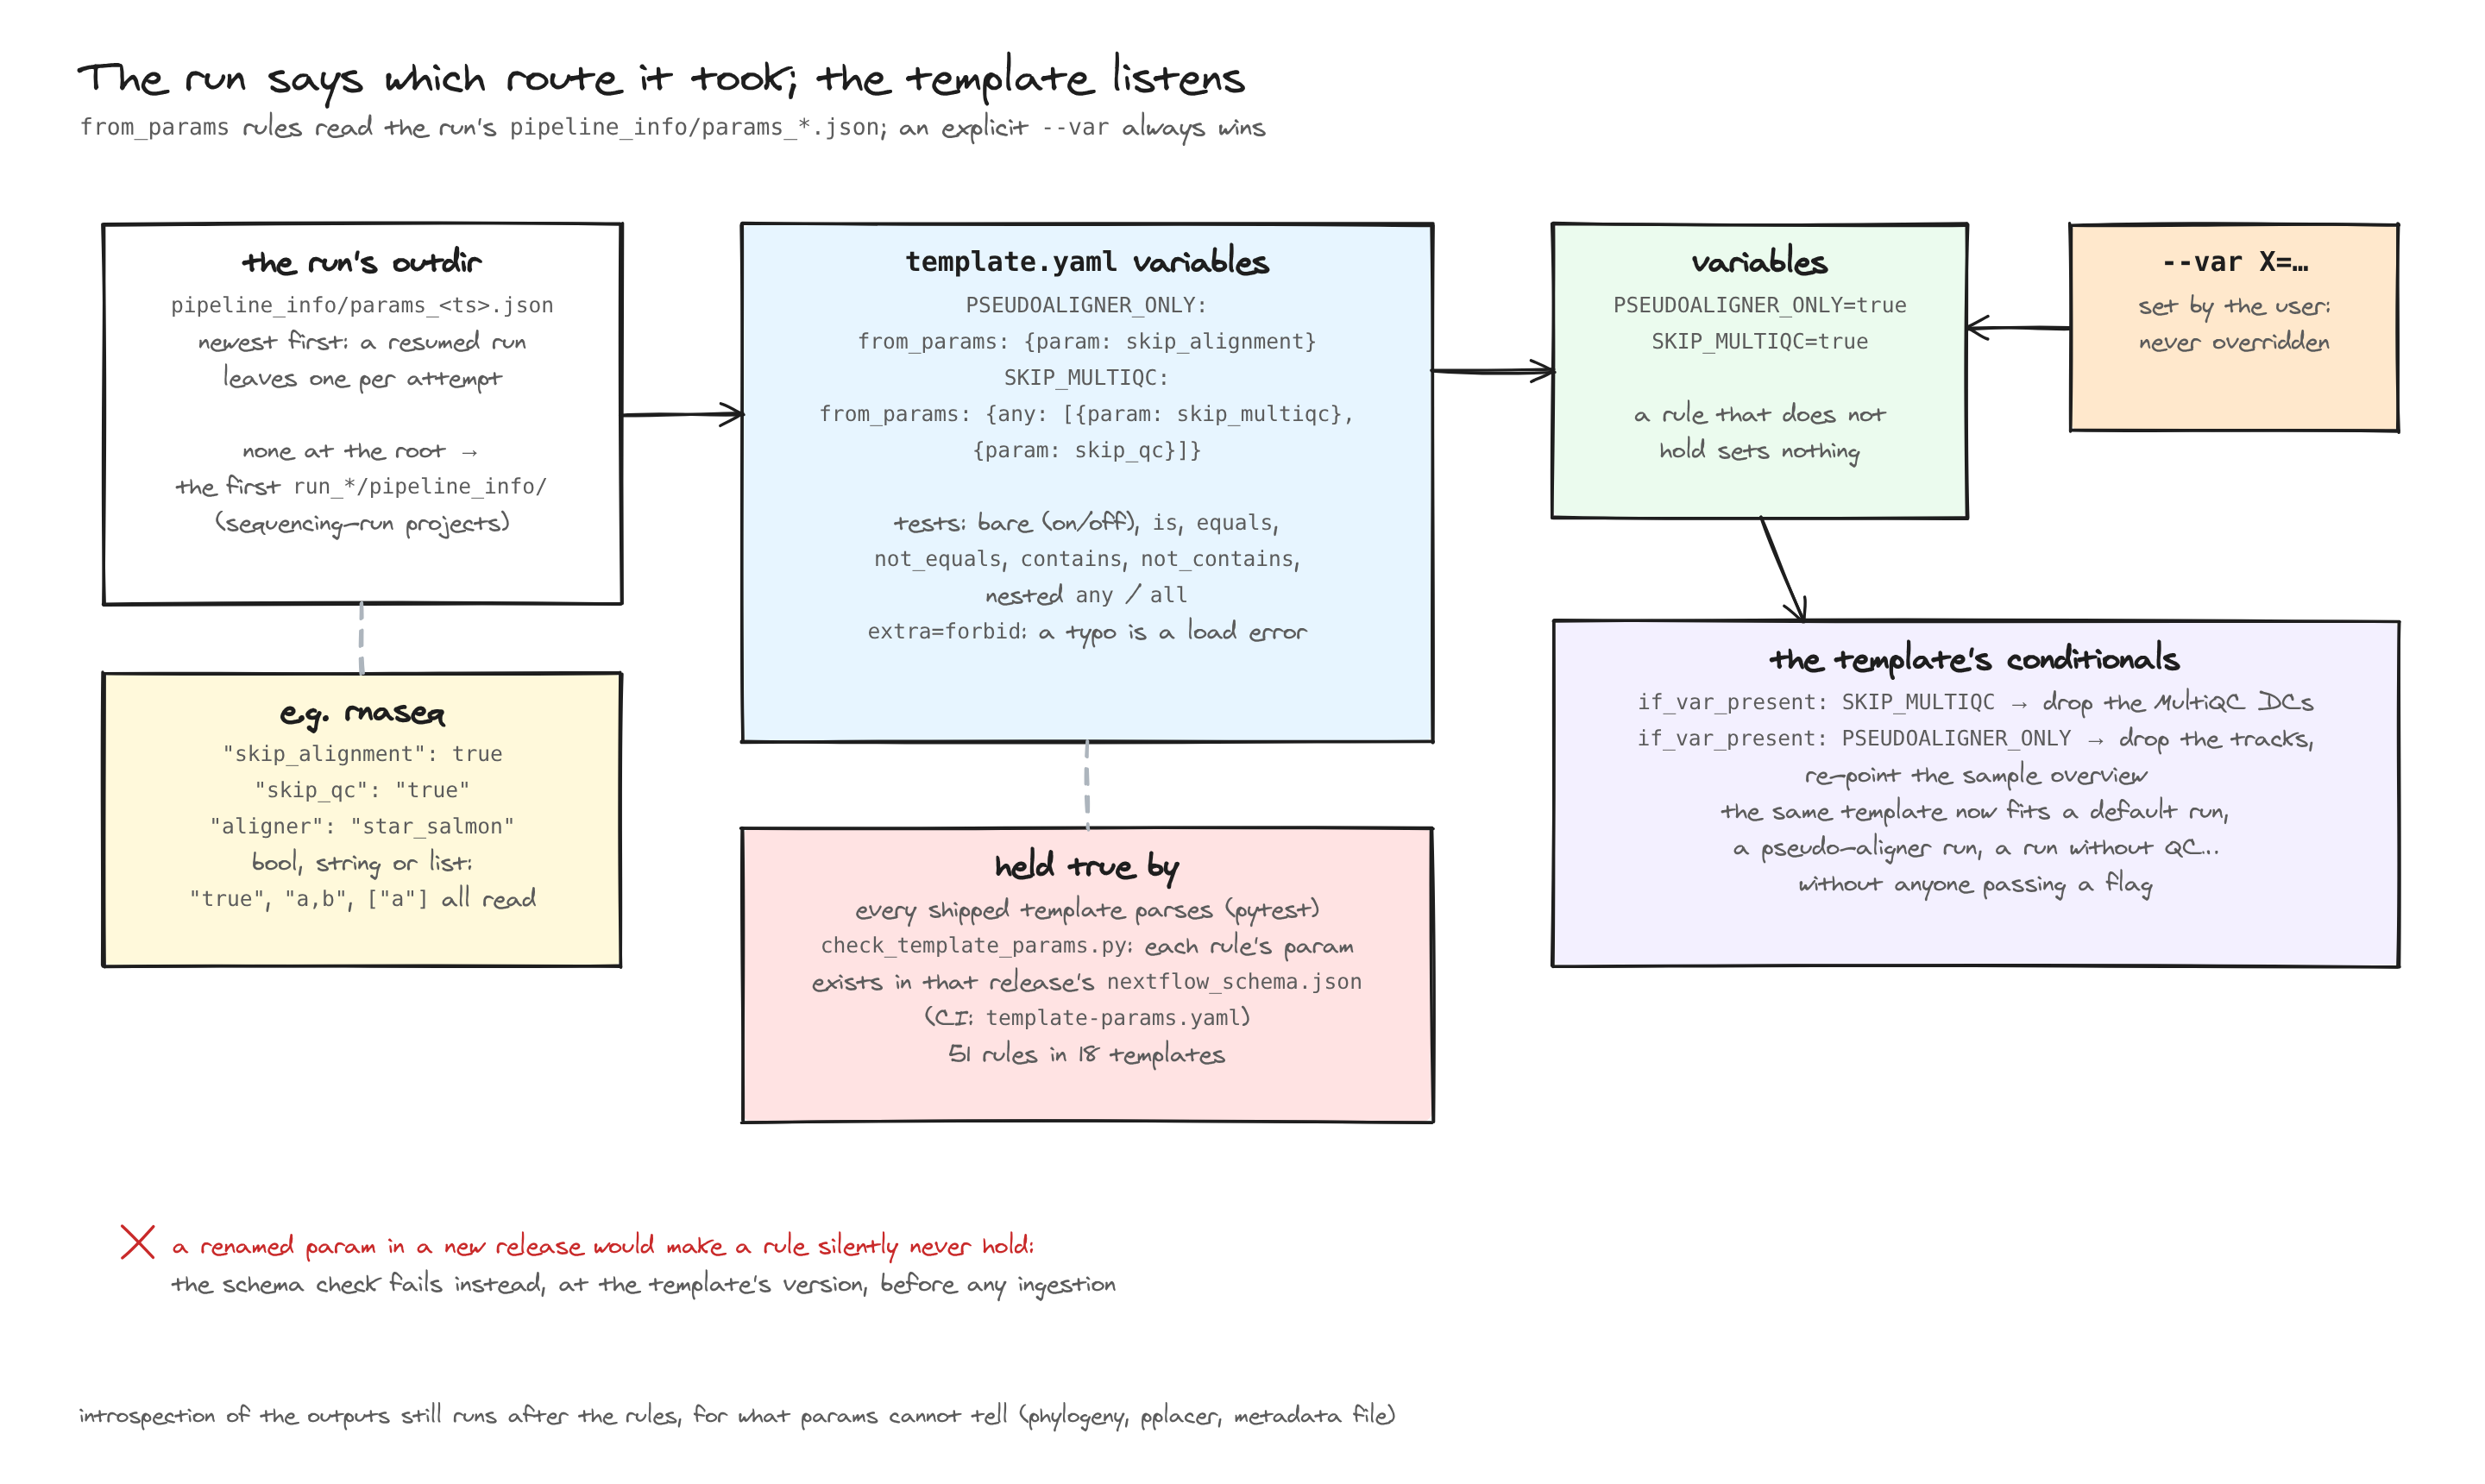 The run says which route it took; the template listens
from_params rules read the run's pipeline_info/params_*.json; an explicit --var always wins
the run's outdir
pipeline_info/params_<ts>.json
newest first: a resumed run
leaves one per attempt
none at the root →
the first run_*/pipeline_info/
(sequencing-run projects)
e.g. rnaseq
"skip_alignment": true
"skip_qc": "true"
"aligner": "star_salmon"
bool, string or list:
"true", "a,b", ["a"] all read
template.yaml variables
PSEUDOALIGNER_ONLY:
from_params: {param: skip_alignment}
SKIP_MULTIQC:
from_params: {any: [{param: skip_multiqc},
{param: skip_qc}]}
tests: bare (on/off), is, equals,
not_equals, contains, not_contains,
nested any / all
extra=forbid: a typo is a load error
held true by
every shipped template parses (pytest)
check_template_params.py: each rule's param
exists in that release's nextflow_schema.json
(CI: template-params.yaml)
51 rules in 18 templates
variables
PSEUDOALIGNER_ONLY=true
SKIP_MULTIQC=true
a rule that does not
hold sets nothing
--var X=…
set by the user:
never overridden
the template's conditionals
if_var_present: SKIP_MULTIQC → drop the MultiQC DCs
if_var_present: PSEUDOALIGNER_ONLY → drop the tracks,
re-point the sample overview
the same template now fits a default run,
a pseudo-aligner run, a run without QC...
without anyone passing a flag
a renamed param in a new release would make a rule silently never hold:
the schema check fails instead, at the template's version, before any ingestion
introspection of the outputs still runs after the rules, for what params cannot tell (phylogeny, pplacer, metadata file)